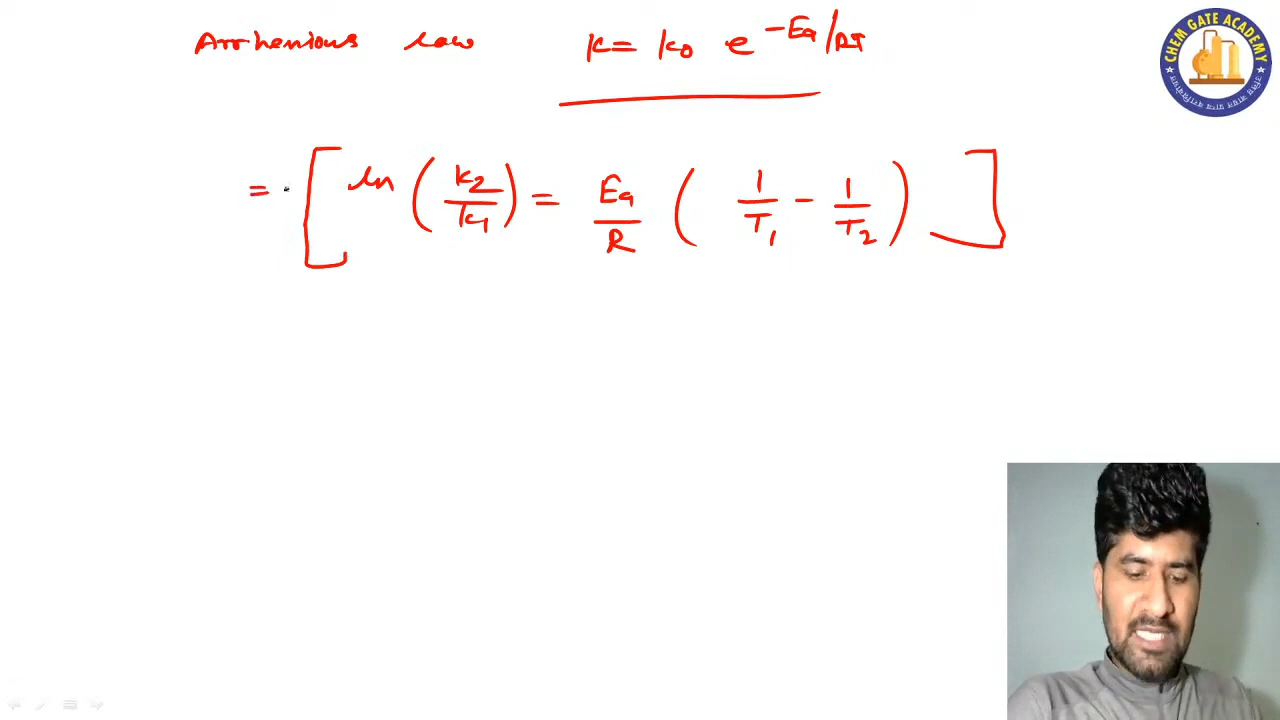 Arrhenious law k = k₀ e^(-Ea/RT)
CHEM GATE ACADEMY
= [ ln (k₂/k₁) = Ea/R ( 1/T₁ - 1/T₂ ) ]